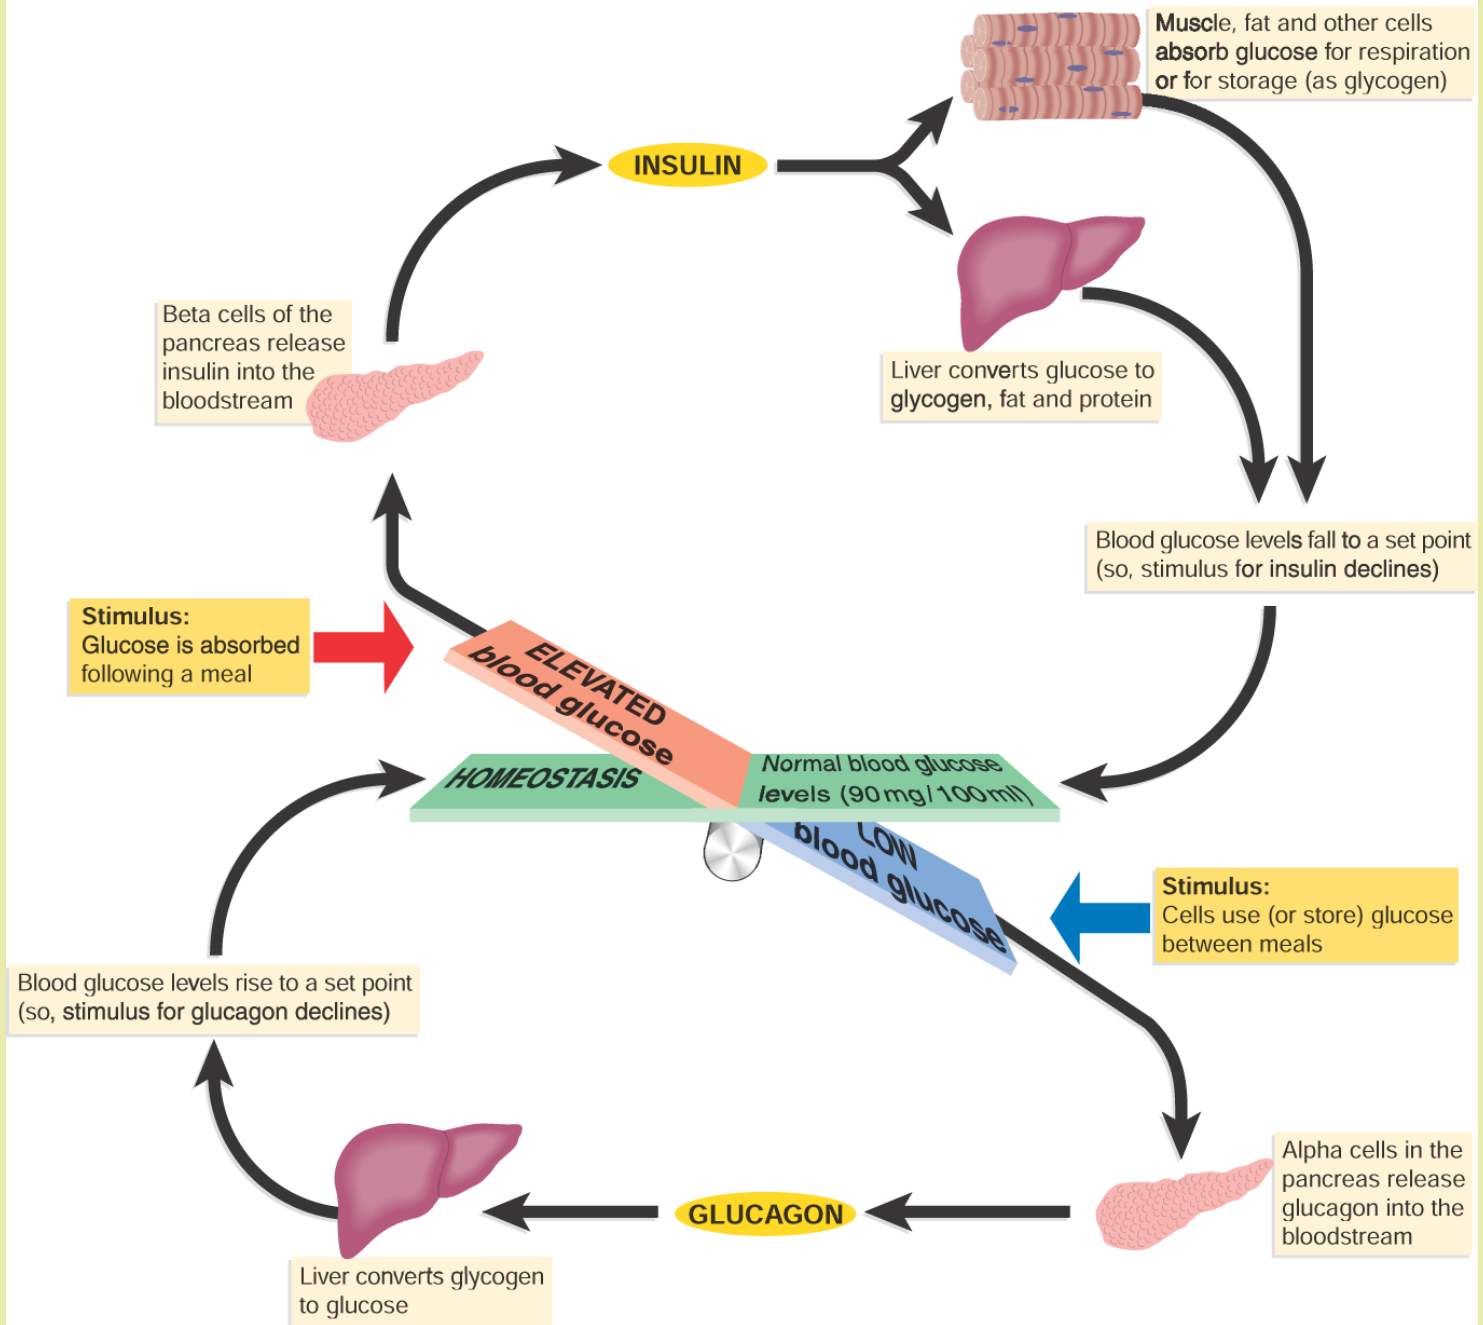 Muscle, fat and other cells
absorb glucose for respiration
or for storage (as glycogen)
INSULIN
Beta cells of the
pancreas release
insulin into the
bloodstream
Liver converts glucose to
glycogen, fat and protein
Blood glucose levels fall to a set point
(so, stimulus for insulin declines)
Stimulus:
Glucose is absorbed
following a meal
ELEVATED
blood glucose
HOMEOSTASIS
Normal blood glucose
levels (90mg/100ml)
LOW
blood glucose
Stimulus:
Cells use (or store) glucose
between meals
Blood glucose levels rise to a set point
(so, stimulus for glucagon declines)
Alpha cells in the
pancreas release
glucagon into the
bloodstream
GLUCAGON
Liver converts glycogen
to glucose